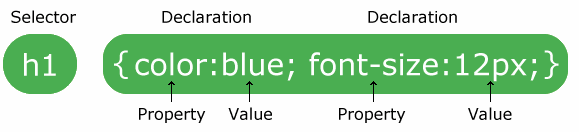 Selector Declaration Declaration
h1 {color:blue; font-size:12px;}
Property Value Property Value